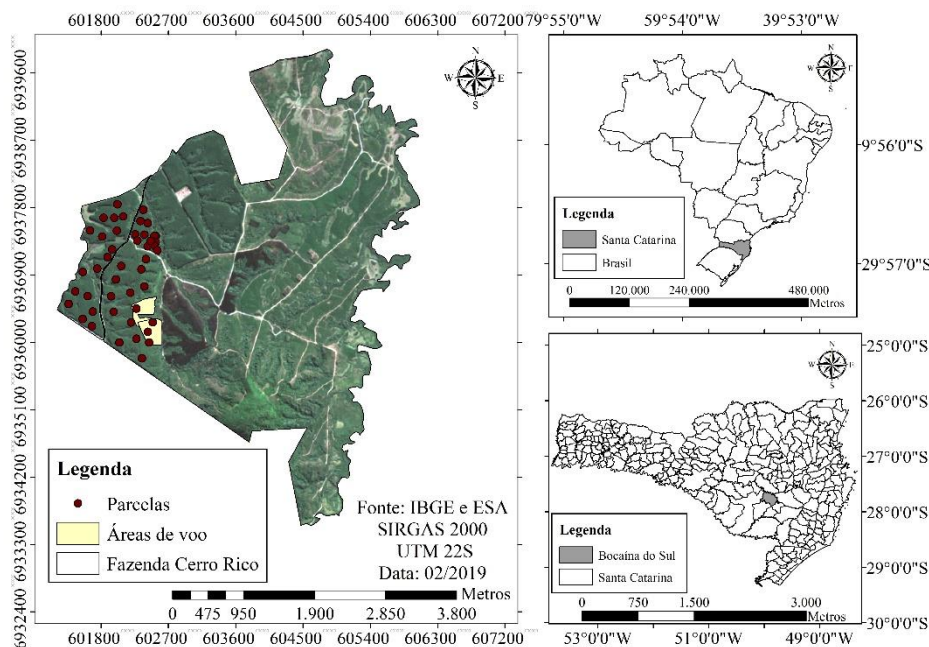 601800 602700 603600 604500 605400 606300 607200
6939600
6938700
6937800
6936900
6936000
6935100
6934200
6933300
6932400
N
W E
S
Legenda
Parcelas
Áreas de voo
Fazenda Cerro Rico
Fonte: IBGE e ESA
SIRGAS 2000
UTM 22S
Data: 02/2019
0 475 950 1.900 2.850 3.800
Metros
601800 602700 603600 604500 605400 606300 607200
79°55'0"W 79°54'0"W 39°53'0"W
N
W E
S
9°56'0"S
29°57'0"S
Legenda
Santa Catarina
Brasil
0 120.000 240.000 480.000
Metros
N
W E
S
25°0'0"S
26°0'0"S
27°0'0"S
28°0'0"S
29°0'0"S
30°0'0"S
Legenda
Bocaína do Sul
Santa Catarina
0 750 1.500 3.000
Metros
53°0'0"W 51°0'0"W 49°0'0"W